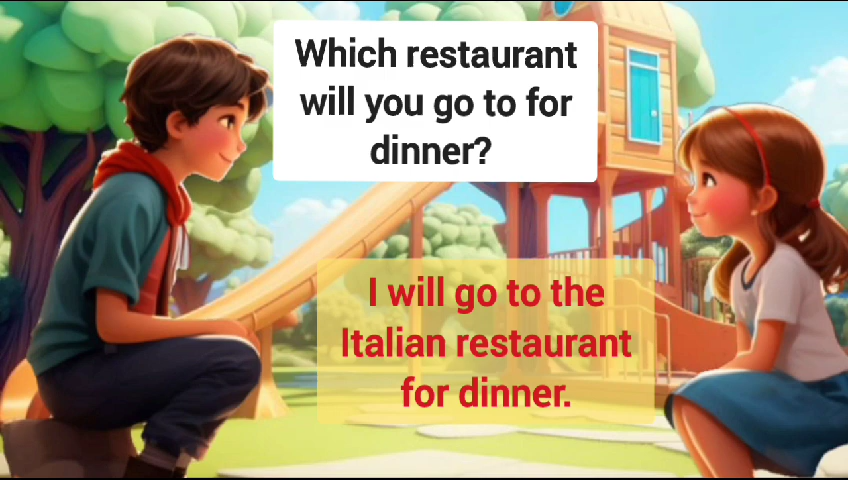 Which restaurant
will you go to for
dinner?
I will go to the
Italian restaurant
for dinner.